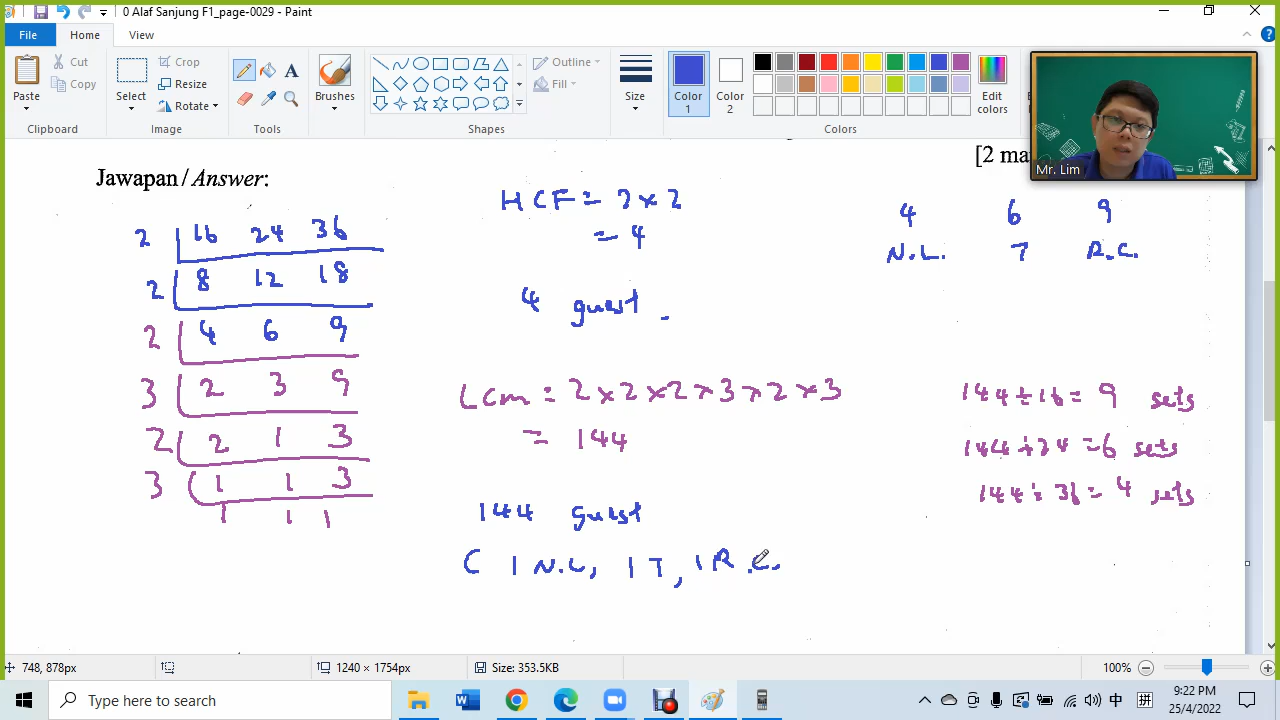 0 Alaf Sanjung F1_page-0029 - Paint
File Home View
Paste
Cut
Copy
Clipboard
Select
Crop
Resize
Rotate
Image
A
Tools
Brushes
Outline
Fill
Shapes
Size
Color 1
Color 2
Edit colors
Colors
Mr. Lim
[2 ma
Jawapan / Answer:
2 16 24 36
2 8 12 18
2 4 6 9
3 2 3 9
2 2 1 3
3 1 1 3
1 1 1
HCF = 2 × 2
= 4
4 guest
LCM = 2 × 2 × 2 × 3 × 2 × 3
= 144
144 guest
( 1 N.L, 1 T, 1 R.C.
4 6 9
N.L. T R.C.
144 ÷ 16 = 9 sets
144 ÷ 24 = 6 sets
144 ÷ 36 = 4 sets
748, 878px
1240 × 1754px
Size: 353.5KB
100%
Type here to search
中
拼
9:22 PM
25/4/2022